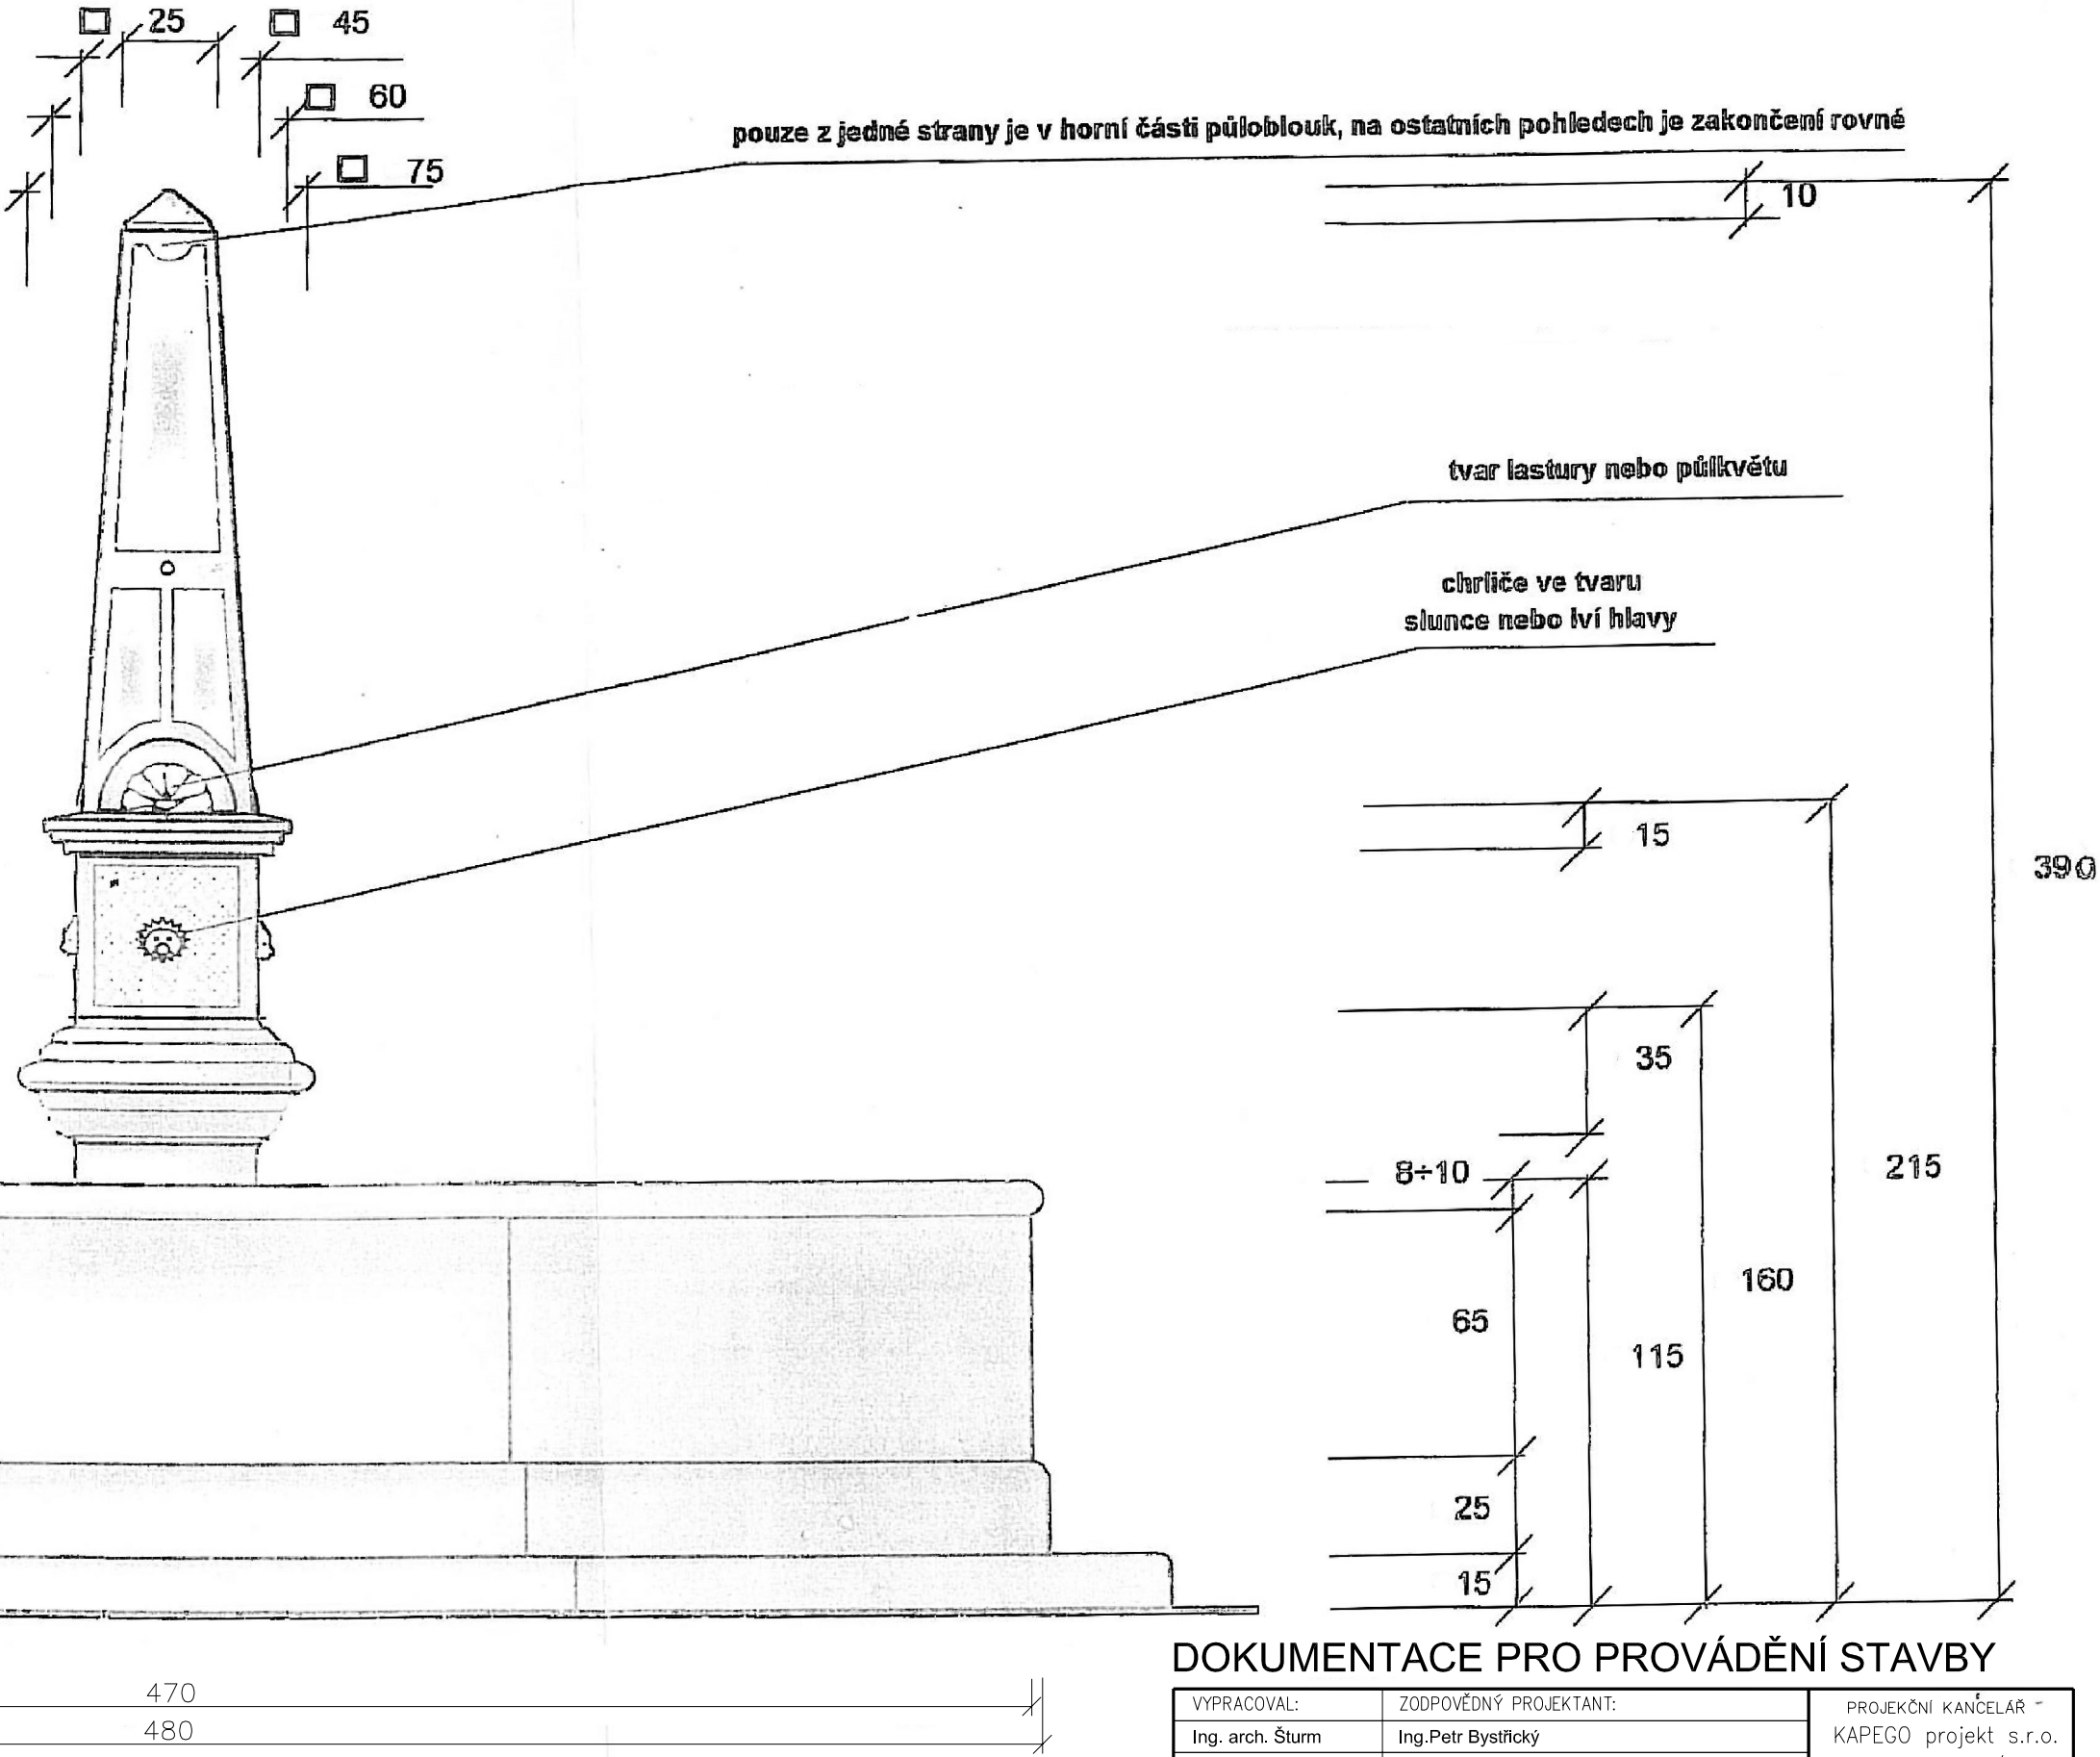 25
45
60
75
pouze z jedné strany je v horní části půloblouk, na ostatních pohledech je zakončení rovné
10
tvar lastury nebo půlkvětu
chrliče ve tvaru
slunce nebo lví hlavy
15
390
35
8÷10
215
160
65
115
25
15
DOKUMENTACE PRO PROVÁDĚNÍ STAVBY
470
480
VYPRACOVAL:
ZODPOVĚDNÝ PROJEKTANT:
PROJEKČNÍ KANCELÁŘ
Ing. arch. Šturm
Ing.Petr Bystřický
KAPEGO projekt s.r.o.